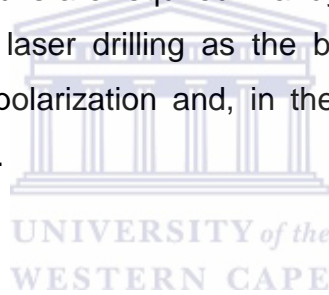 laser drilling as the b
polarization and, in the
UNIVERSITY of the
WESTERN CAPE